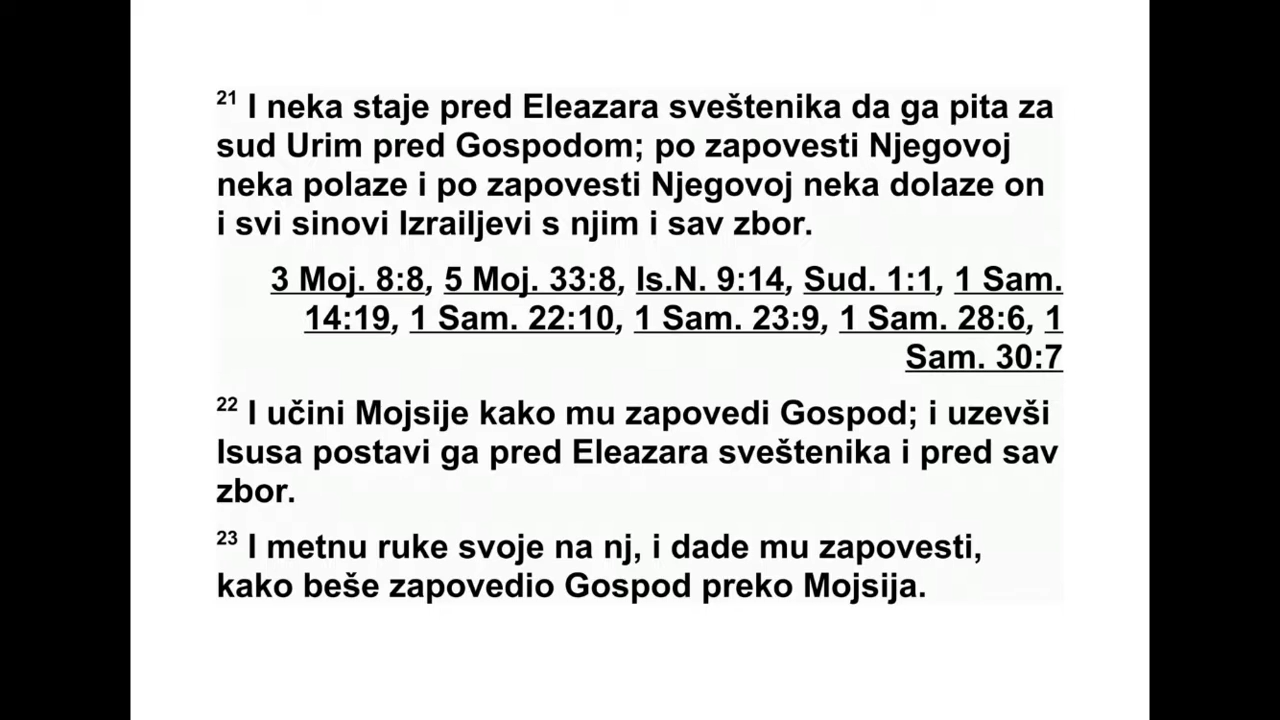 21 I neka staje pred Eleazara sveštenika da ga pita za
sud Urim pred Gospodom; po zapovesti Njegovoj
neka polaze i po zapovesti Njegovoj neka dolaze on
i svi sinovi Izrailjevi s njim i sav zbor.
3 Moj. 8:8, 5 Moj. 33:8, Is.N. 9:14, Sud. 1:1, 1 Sam.
14:19, 1 Sam. 22:10, 1 Sam. 23:9, 1 Sam. 28:6, 1
Sam. 30:7
22 I učini Mojsije kako mu zapovedi Gospod; i uzevši
Isusa postavi ga pred Eleazara sveštenika i pred sav
zbor.
23 I metnu ruke svoje na nj, i dade mu zapovesti,
kako beše zapovedio Gospod preko Mojsija.